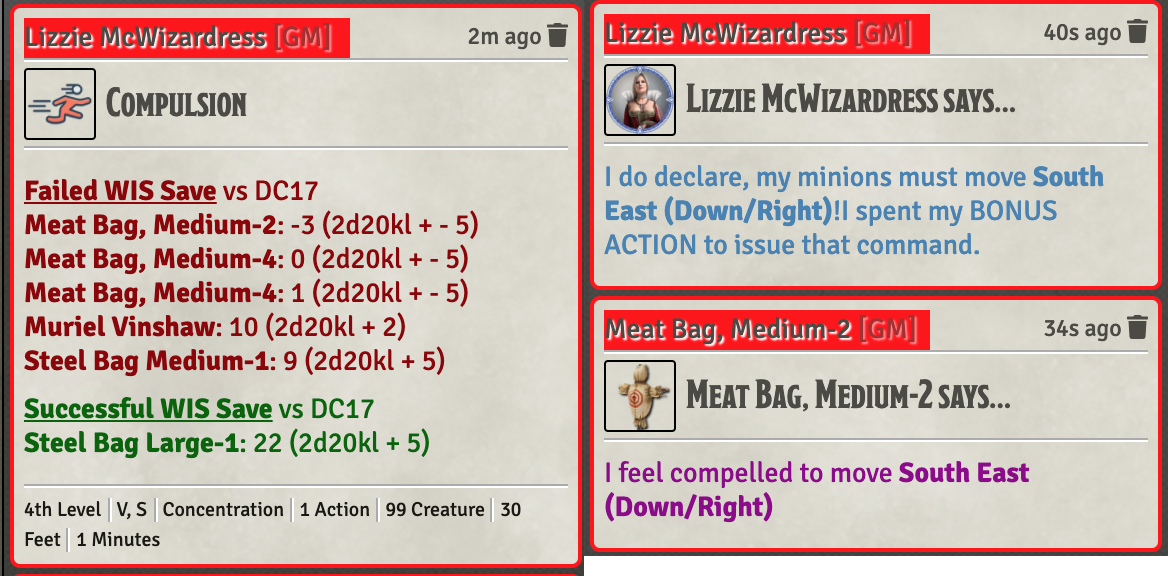 Lizzie McWizardress [GM]
2m ago
Compulsion
Failed WIS Save vs DC17
Meat Bag, Medium-2: -3 (2d20kl + - 5)
Meat Bag, Medium-4: 0 (2d20kl + - 5)
Meat Bag, Medium-4: 1 (2d20kl + - 5)
Muriel Vinshaw: 10 (2d20kl + 2)
Steel Bag Medium-1: 9 (2d20kl + 5)
Successful WIS Save vs DC17
Steel Bag Large-1: 22 (2d20kl + 5)
4th Level | V, S | Concentration | 1 Action | 99 Creature | 30
Feet | 1 Minutes
Lizzie McWizardress [GM]
40s ago
Lizzie McWizardress says...
I do declare, my minions must move South
East (Down/Right)!I spent my BONUS
ACTION to issue that command.
Meat Bag, Medium-2 [GM]
34s ago
Meat Bag, Medium-2 says...
I feel compelled to move South East
(Down/Right)